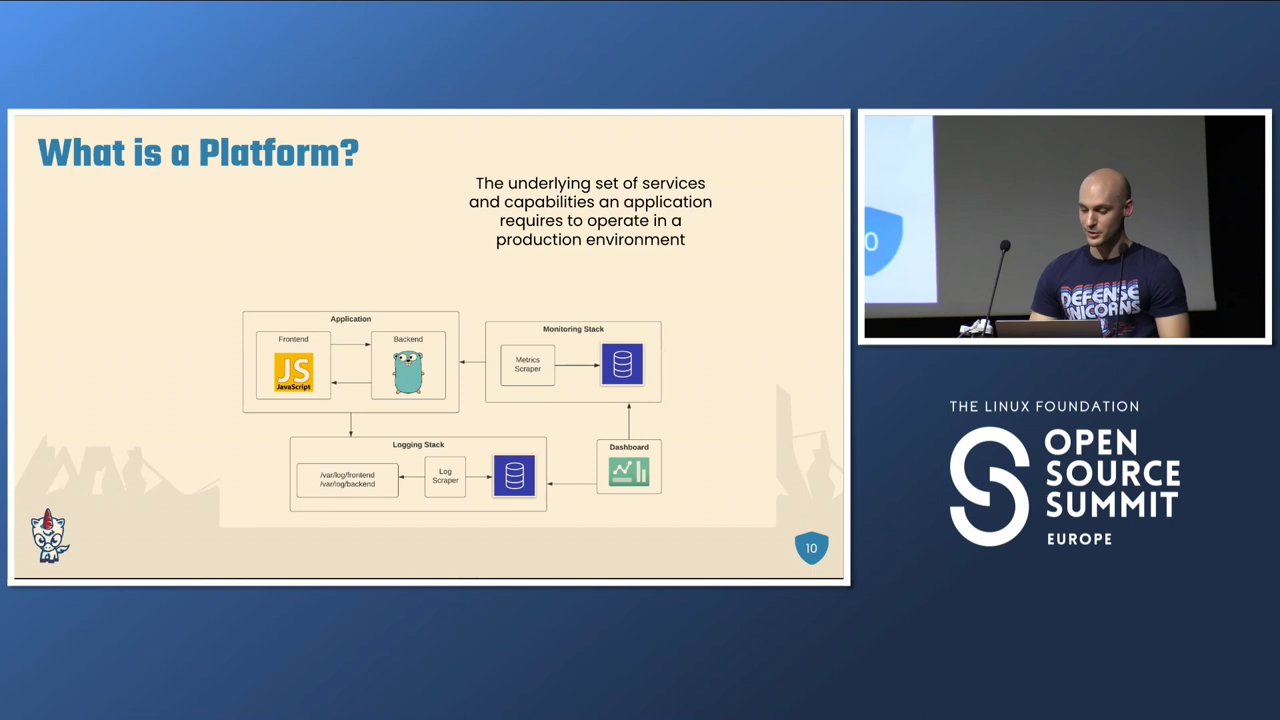 What is a Platform?
The underlying set of services
and capabilities an application
requires to operate in a
production environment
Application
Frontend
Backend
JS
JavaScript
Monitoring Stack
Metrics
Scraper
Logging Stack
/var/log/frontend
/var/log/backend
Log
Scraper
Dashboard
10
DEFENSE
UNICORNS
THE LINUX FOUNDATION
OPEN
SOURCE
SUMMIT
EUROPE